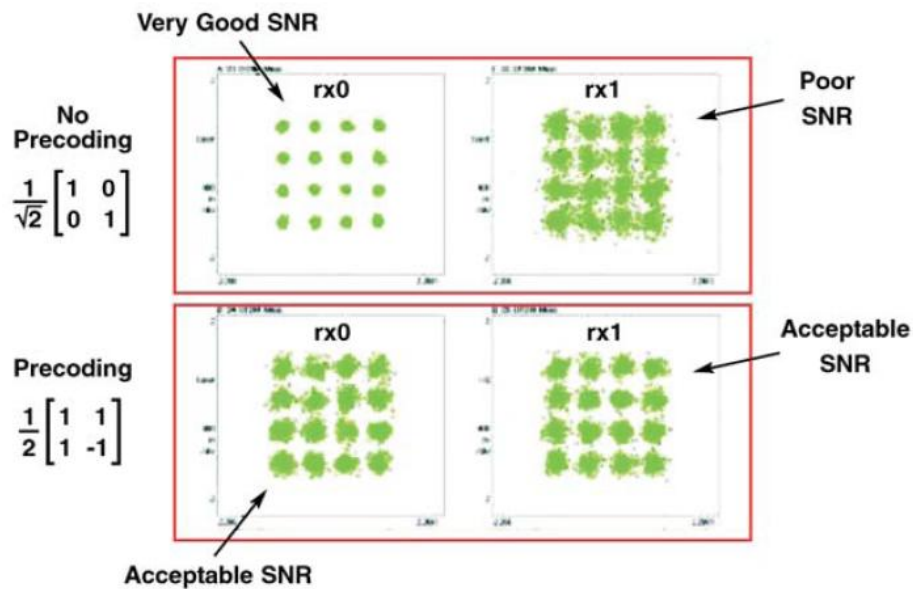 Very Good SNR
rx0
rx1
Poor
SNR
No
Precoding
1/√2 [1 0
0 1]
rx0
rx1
Acceptable
SNR
Precoding
1/2 [1 1
1 -1]
Acceptable SNR